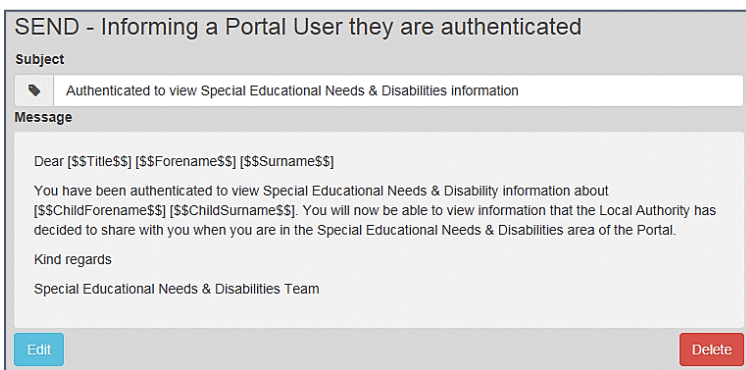 SEND - Informing a Portal User they are authenticated
Subject
Authenticated to view Special Educational Needs & Disabilities information
Message
Dear [$$Title$$] [$$Forename$$] [$$Surname$$]
You have been authenticated to view Special Educational Needs & Disability information about
[$$ChildForename$$] [$$ChildSurname$$]. You will now be able to view information that the Local Authority has
decided to share with you when you are in the Special Educational Needs & Disabilities area of the Portal.
Kind regards
Special Educational Needs & Disabilities Team
Edit
Delete